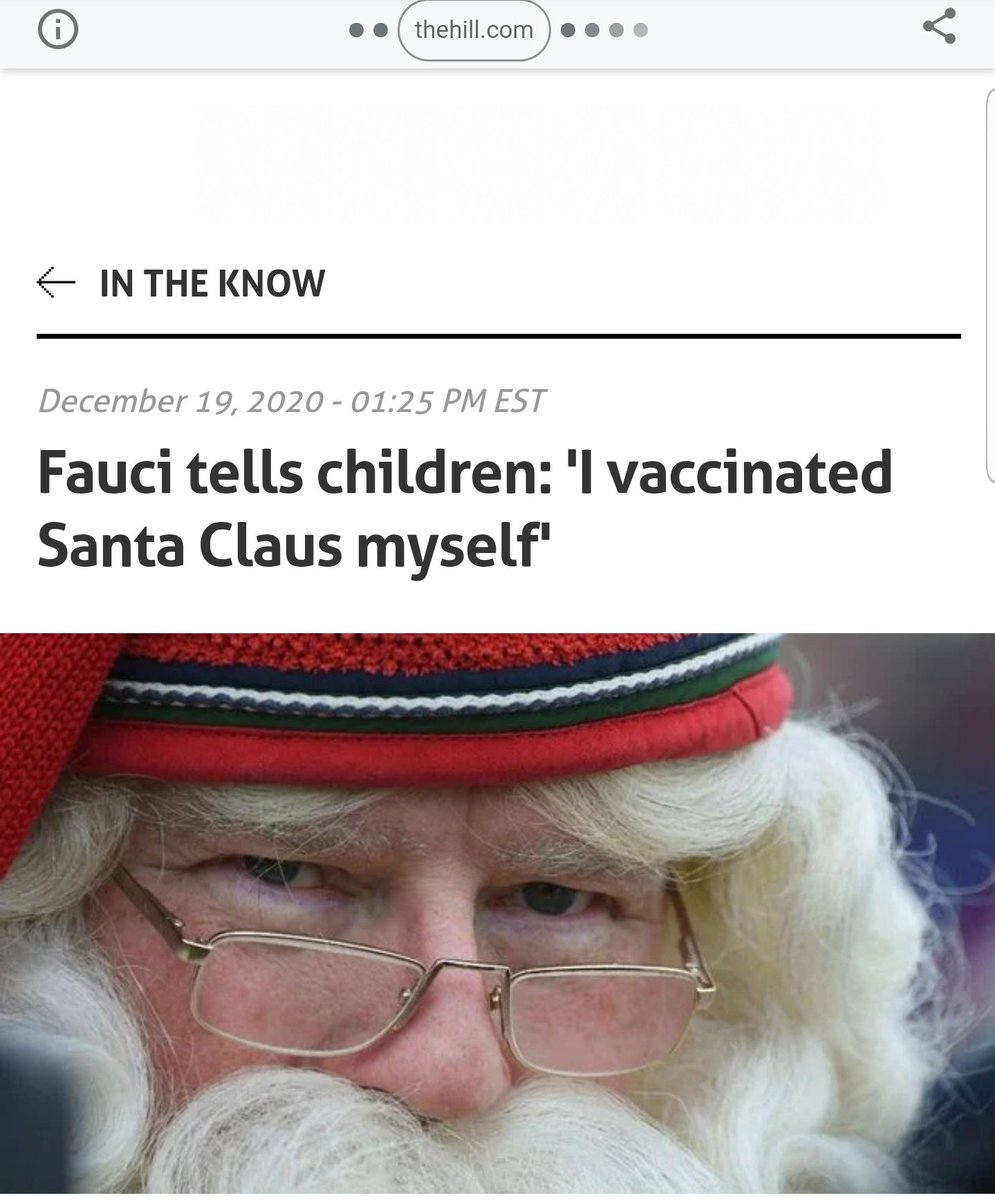 thehill.com
IN THE KNOW
December 19, 2020 - 01:25 PM EST
Fauci tells children: 'I vaccinated
Santa Claus myself'